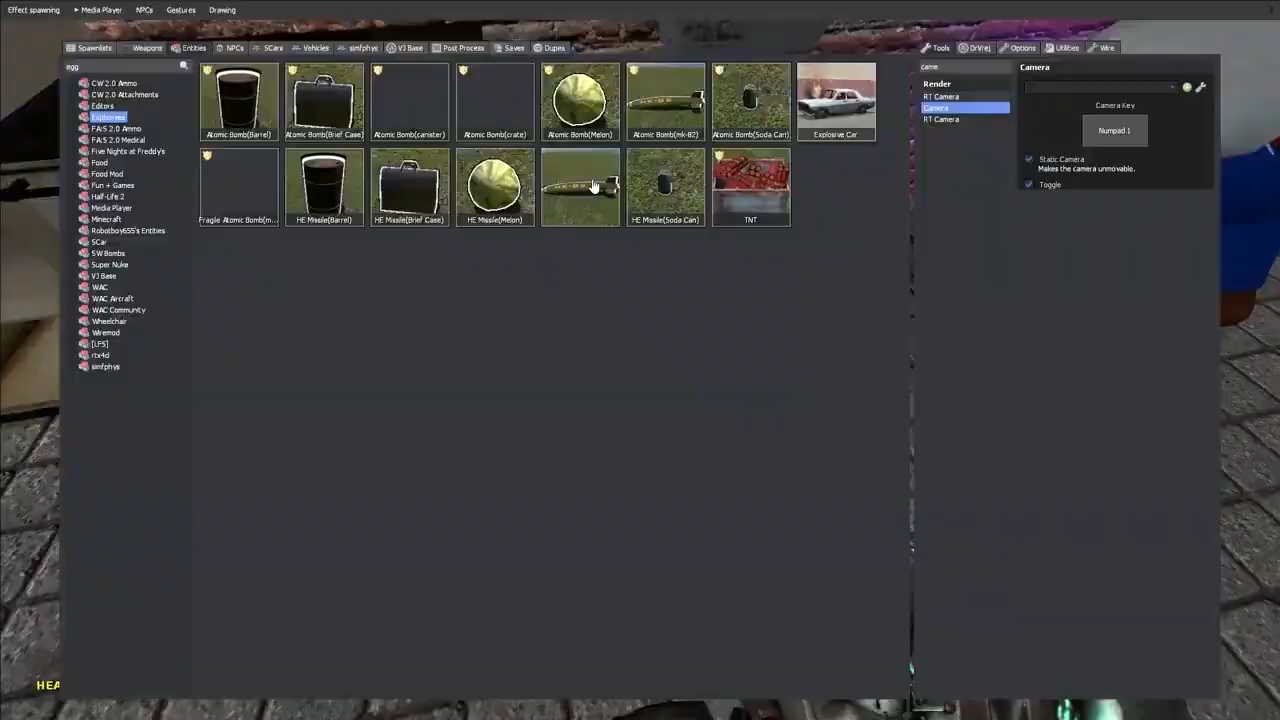 Effect spawning ▸ Media Player NPCs Gestures Drawing
Spawnlists Weapons Entities NPCs SCars Vehicles simfphys VJ Base Post Process Saves Dupes
egg
CW 2.0 Ammo
CW 2.0 Attachments
Editors
Explosives
FA:S 2.0 Ammo
FA:S 2.0 Medical
Five Nights at Freddy's
Food
Food Mod
Fun + Games
Half-Life 2
Media Player
Minecraft
Robotboy655's Entities
SCar
SW Bombs
Super Nuke
VJ Base
WAC
WAC Aircraft
WAC Community
Wheelchair
Wiremod
[LFS]
rtx4d
simfphys
Atomic Bomb(Barrel) Atomic Bomb(Brief Case) Atomic Bomb(canister) Atomic Bomb(crate) Atomic Bomb(Melon) Atomic Bomb(mk-82) Atomic Bomb(Soda Can) Explosive Car
Fragile Atomic Bomb(m... HE Missile(Barrel) HE Missile(Brief Case) HE Missile(Melon) HE Missile(Soda Can) TNT
Tools Options Utilities Wire
came
Render
RT Camera
Camera
RT Camera
Camera
Camera Key
Numpad 1
Static Camera
Makes the camera unmovable.
Toggle
HEA